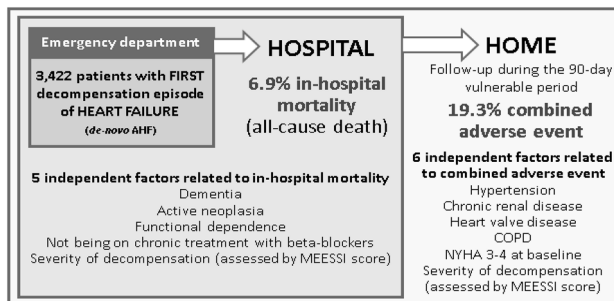 Emergency department
3,422 patients with FIRST
decompensation episode
of HEART FAILURE
(de-novo AHF)
HOSPITAL
6.9% in-hospital
mortality
(all-cause death)
5 independent factors related to in-hospital mortality
Dementia
Active neoplasia
Functional dependence
Not being on chronic treatment with beta-blockers
Severity of decompensation (assessed by MEESSI score)
HOME
Follow-up during the 90-day
vulnerable period
19.3% combined
adverse event
6 independent factors related
to combined adverse event
Hypertension
Chronic renal disease
Heart valve disease
COPD
NYHA 3-4 at baseline
Severity of decompensation
(assessed by MEESSI score)